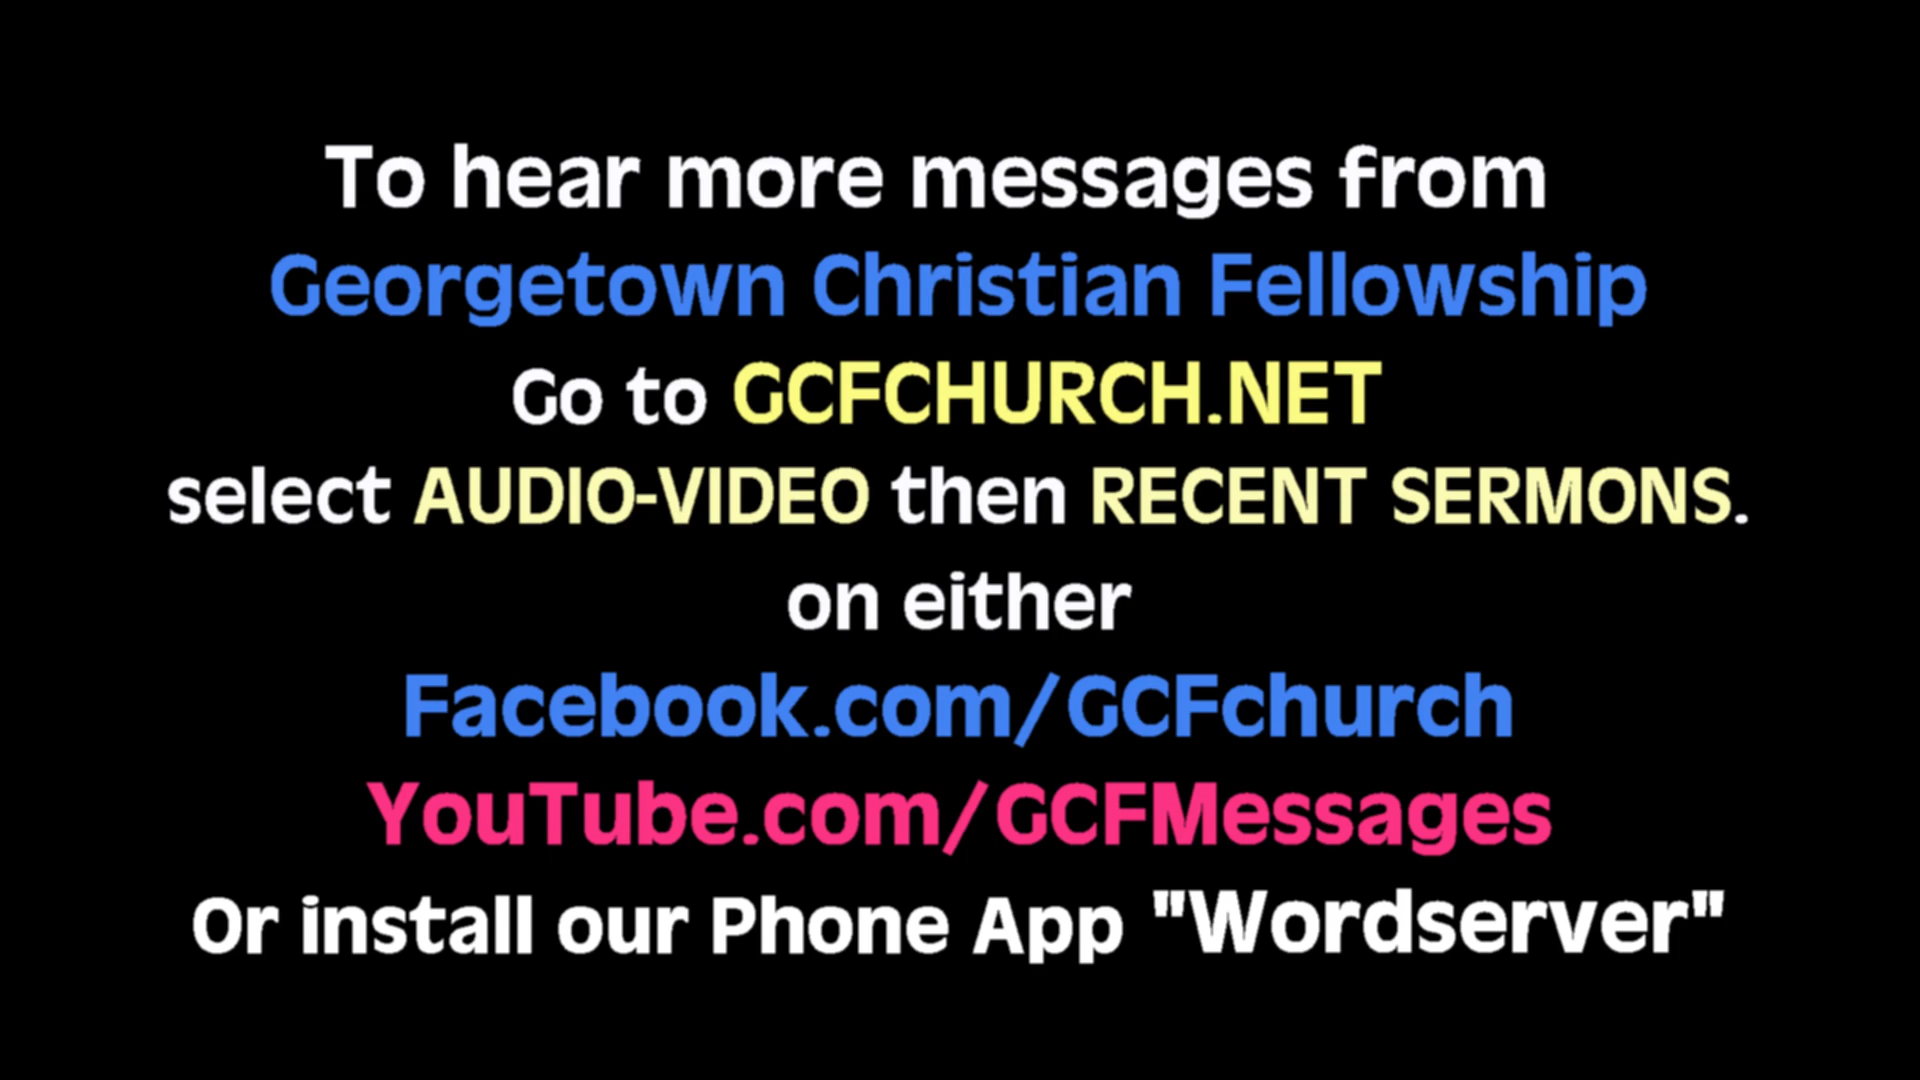 To hear more messages from
Georgetown Christian Fellowship
Go to GCFCHURCH.NET
select AUDIO-VIDEO then RECENT SERMONS.
on either
Facebook.com/GCFchurch
YouTube.com/GCFMessages
Or install our Phone App "Wordserver"